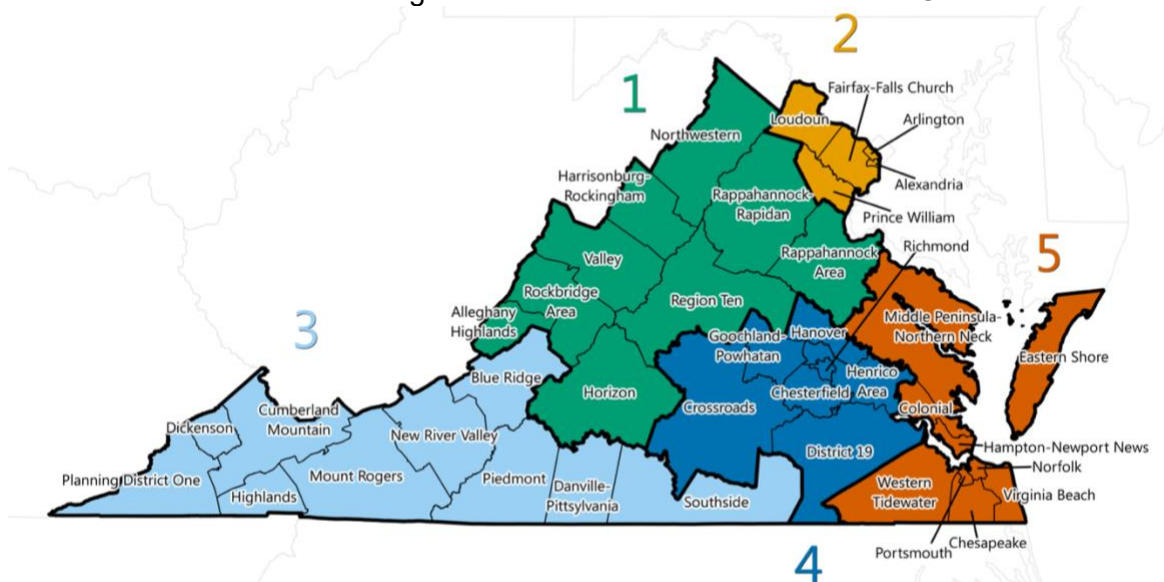 2
Fairfax-Falls Church
1
Loudoun
Arlington
Northwestern
Alexandria
Harrisonburg-
Rockingham
Rappahannock-
Rapidan
Prince William
Richmond
Valley
Rappahannock
Area
5
Rockbridge
Area
Region Ten
Alleghany
Highlands
3
Goochland-
Powhatan
Hanover
Middle Peninsula-
Northern Neck
Eastern Shore
Blue Ridge
Henrico
Area
Horizon
Chesterfield
Crossroads
Colonial
Cumberland
Mountain
Dickenson
New River Valley
Hampton-Newport News
District 19
Norfolk
Planning District One
Mount Rogers
Piedmont
Danville-
Pittsylvania
Highlands
Southside
Western
Tidewater
Virginia Beach
Portsmouth
Chesapeake
4